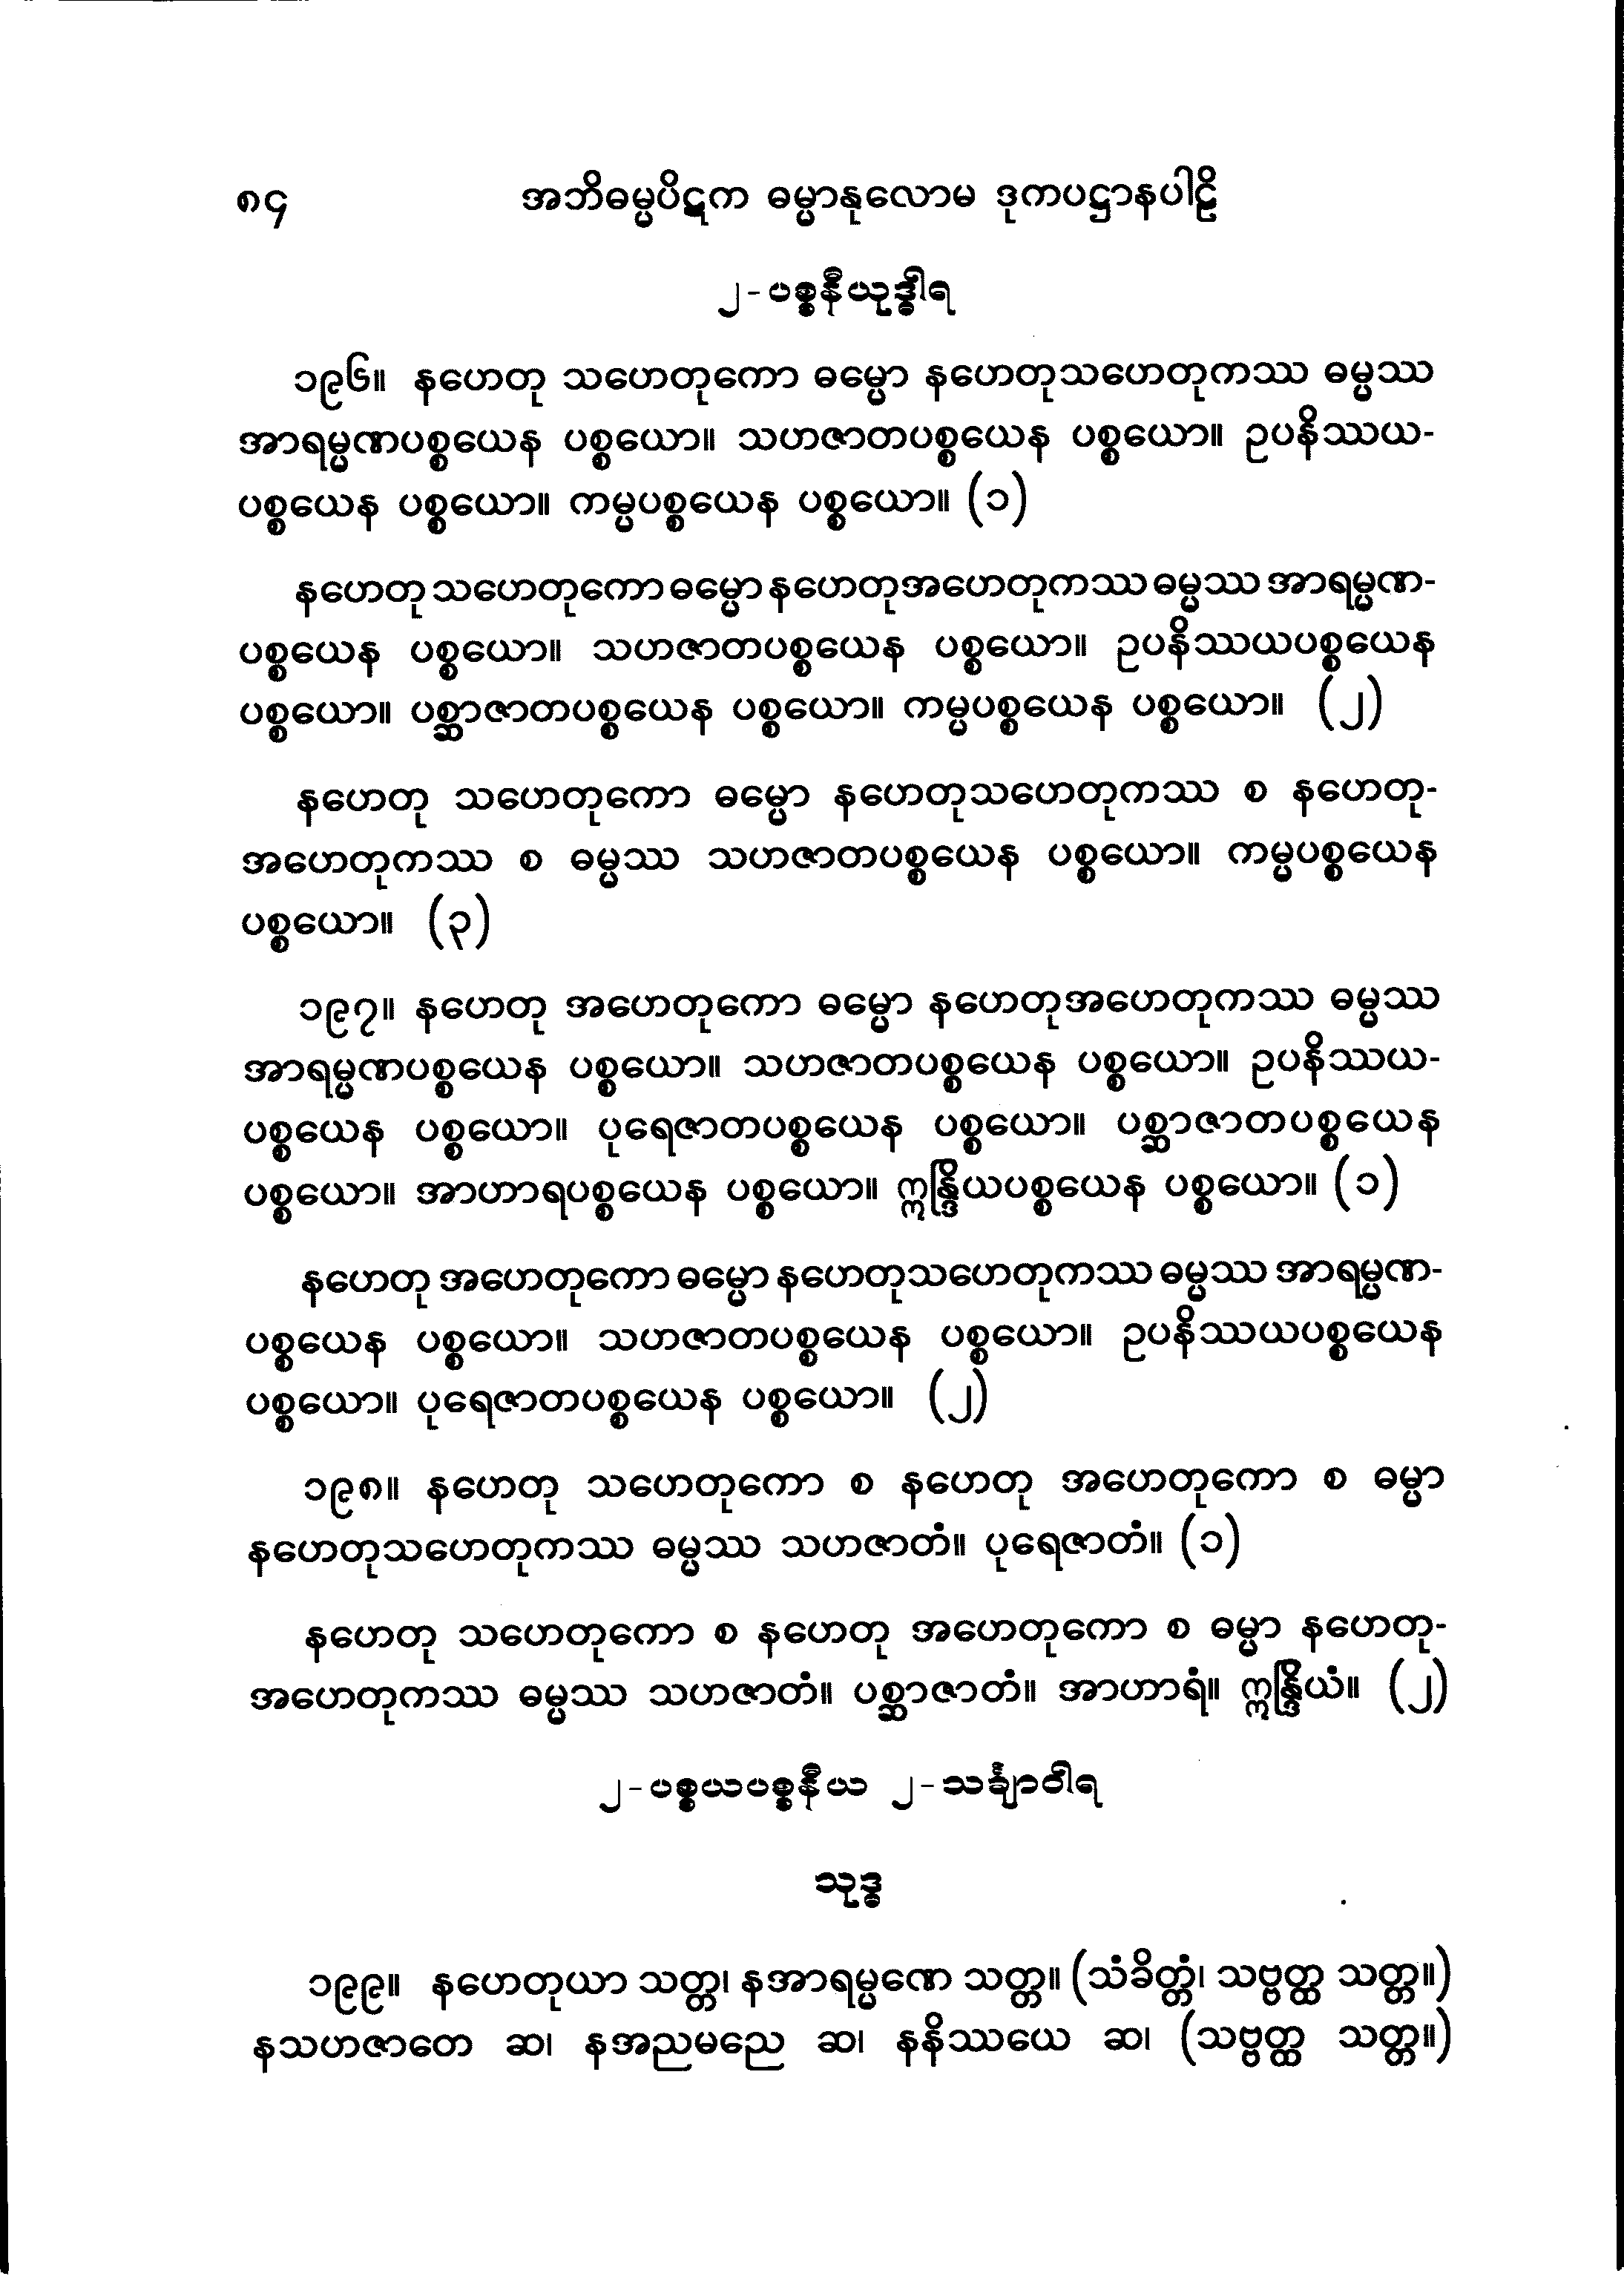 ၈၄ အဘိဓမ္မပိဋက ဓမ္မာနုလောမ ဒုကပဋ္ဌာနပါဠိ
၂-ပစ္စနီယုဒ္ဓါရ
၁၉၆။ နဟေတု သဟေတုကော ဓမ္မော နဟေတုသဟေတုကဿ ဓမ္မဿ
အာရမ္မဏပစ္စယေန ပစ္စယော။ သဟဇာတပစ္စယေန ပစ္စယော။ ဥပနိဿယ-
ပစ္စယေန ပစ္စယော။ ကမ္မပစ္စယေန ပစ္စယော။ (၁)
နဟေတု သဟေတုကော ဓမ္မော နဟေတုအဟေတုကဿ ဓမ္မဿ အာရမ္မဏ-
ပစ္စယေန ပစ္စယော။ သဟဇာတပစ္စယေန ပစ္စယော။ ဥပနိဿယပစ္စယေန
ပစ္စယော။ ပစ္ဆာဇာတပစ္စယေန ပစ္စယော။ ကမ္မပစ္စယေန ပစ္စယော။ (၂)
နဟေတု သဟေတုကော ဓမ္မော နဟေတုသဟေတုကဿ စ နဟေတု-
အဟေတုကဿ စ ဓမ္မဿ သဟဇာတပစ္စယေန ပစ္စယော။ ကမ္မပစ္စယေန
ပစ္စယော။ (၃)
၁၉၇။ နဟေတု အဟေတုကော ဓမ္မော နဟေတုအဟေတုကဿ ဓမ္မဿ
အာရမ္မဏပစ္စယေန ပစ္စယော။ သဟဇာတပစ္စယေန ပစ္စယော။ ဥပနိဿယ-
ပစ္စယေန ပစ္စယော။ ပုရေဇာတပစ္စယေန ပစ္စယော။ ပစ္ဆာဇာတပစ္စယေန
ပစ္စယော။ အာဟာရပစ္စယေန ပစ္စယော။ ဣန္ဒြိယပစ္စယေန ပစ္စယော။ (၁)
နဟေတု အဟေတုကော ဓမ္မော နဟေတုသဟေတုကဿ ဓမ္မဿ အာရမ္မဏ-
ပစ္စယေန ပစ္စယော။ သဟဇာတပစ္စယေန ပစ္စယော။ ဥပနိဿယပစ္စယေန
ပစ္စယော။ ပုရေဇာတပစ္စယေန ပစ္စယော။ (၂)
၁၉၈။ နဟေတု သဟေတုကော စ နဟေတု အဟေတုကော စ ဓမ္မာ
နဟေတုသဟေတုကဿ ဓမ္မဿ သဟဇာတံ။ ပုရေဇာတံ။ (၁)
နဟေတု သဟေတုကော စ နဟေတု အဟေတုကော စ ဓမ္မာ နဟေတု-
အဟေတုကဿ ဓမ္မဿ သဟဇာတံ။ ပစ္ဆာဇာတံ။ အာဟာရံ။ ဣန္ဒြိယံ။ (၂)
၂-ပစ္စယပစ္စနီယ ၂-သင်္ချာဝါရ
သုဒ္ဓ
၁၉၉။ နဟေတုယာ သတ္တ၊ နအာရမ္မဏေ သတ္တ။ (သံခိတ္တံ၊ သဗ္ဗတ္ထ သတ္တ။)
နသဟဇာတေ ဆ၊ နအညမညေ ဆ၊ နနိဿယေ ဆ၊ (သဗ္ဗတ္ထ သတ္တ။)